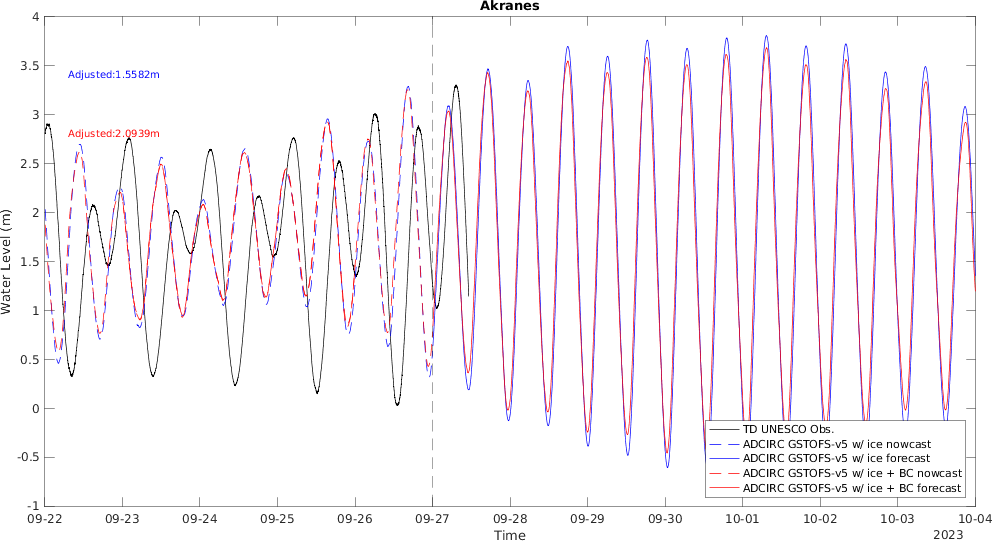 Akranes
4
3.5
3
2.5
2
1.5
1
0.5
0
-0.5
-1
Water Level (m)
Adjusted:1.5582m
Adjusted:2.0939m
TD UNESCO Obs.
ADCIRC GSTOFS-v5 w/ ice nowcast
ADCIRC GSTOFS-v5 w/ ice forecast
ADCIRC GSTOFS-v5 w/ ice + BC nowcast
ADCIRC GSTOFS-v5 w/ ice + BC forecast
09-22 09-23 09-24 09-25 09-26 09-27 09-28 09-29 09-30 10-01 10-02 10-03 10-04
Time
2023